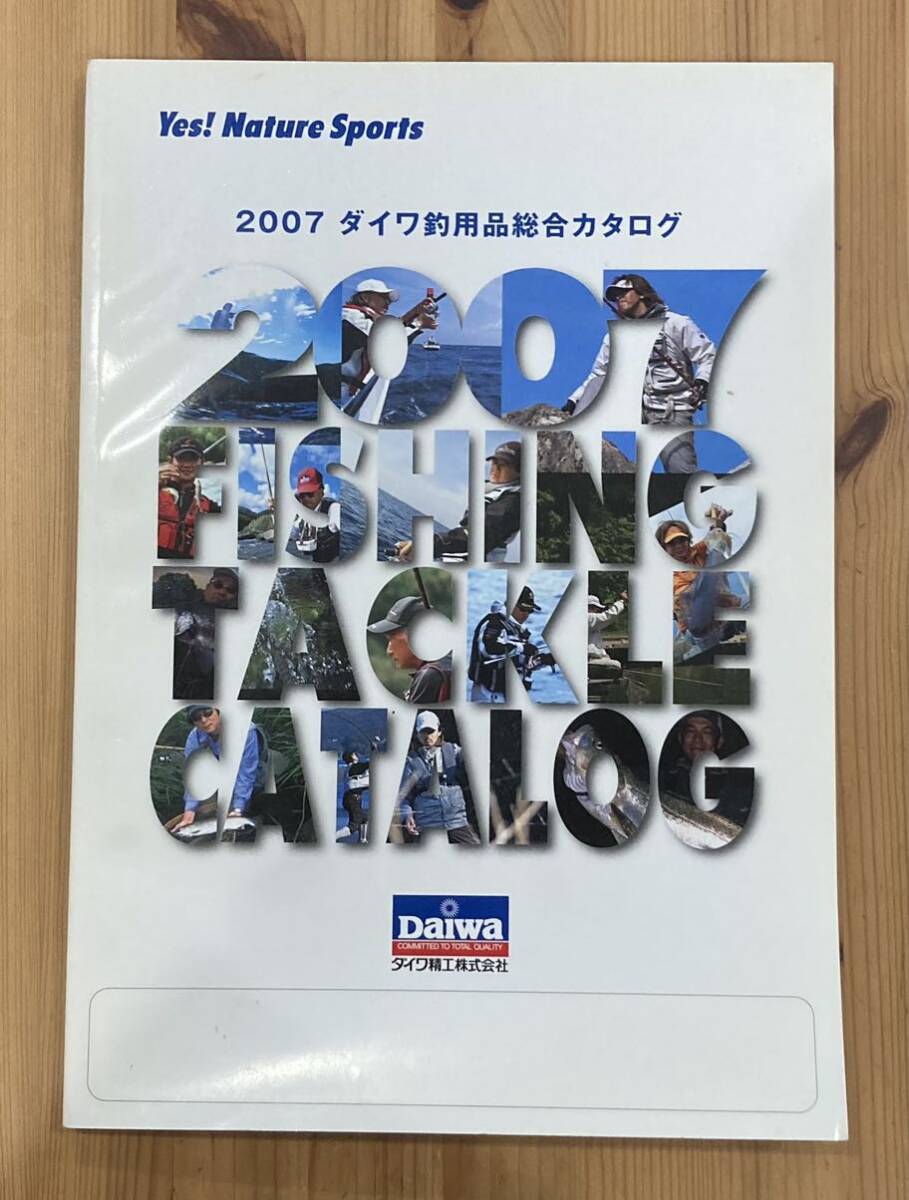 Yes! Nature Sports
2007 ダイワ釣用品総合カタログ
2007
FISHING
TACKLE
CATALOG
Daiwa
COMMITTED TO TOTAL QUALITY
ダイワ精工株式会社